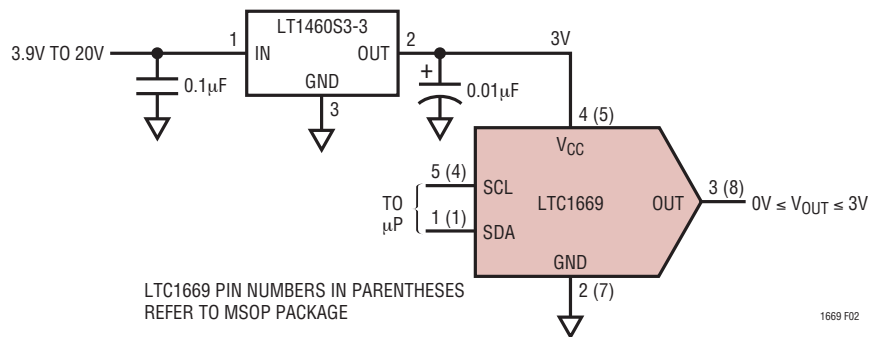 LT1460S3-3
3.9V TO 20V
1
IN
OUT
2
3V
GND
3
0.1µF
+
0.01µF
4 (5)
VCC
5 (4)
SCL
TO
µP
LTC1669
OUT
3 (8)
0V ≤ VOUT ≤ 3V
1 (1)
SDA
GND
2 (7)
LTC1669 PIN NUMBERS IN PARENTHESES
REFER TO MSOP PACKAGE
1669 F02